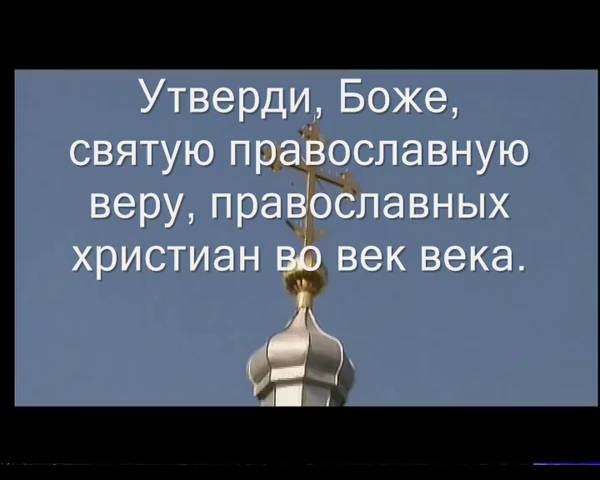 Утверди, Боже,
святую православную
веру, православных
христиан во век века.